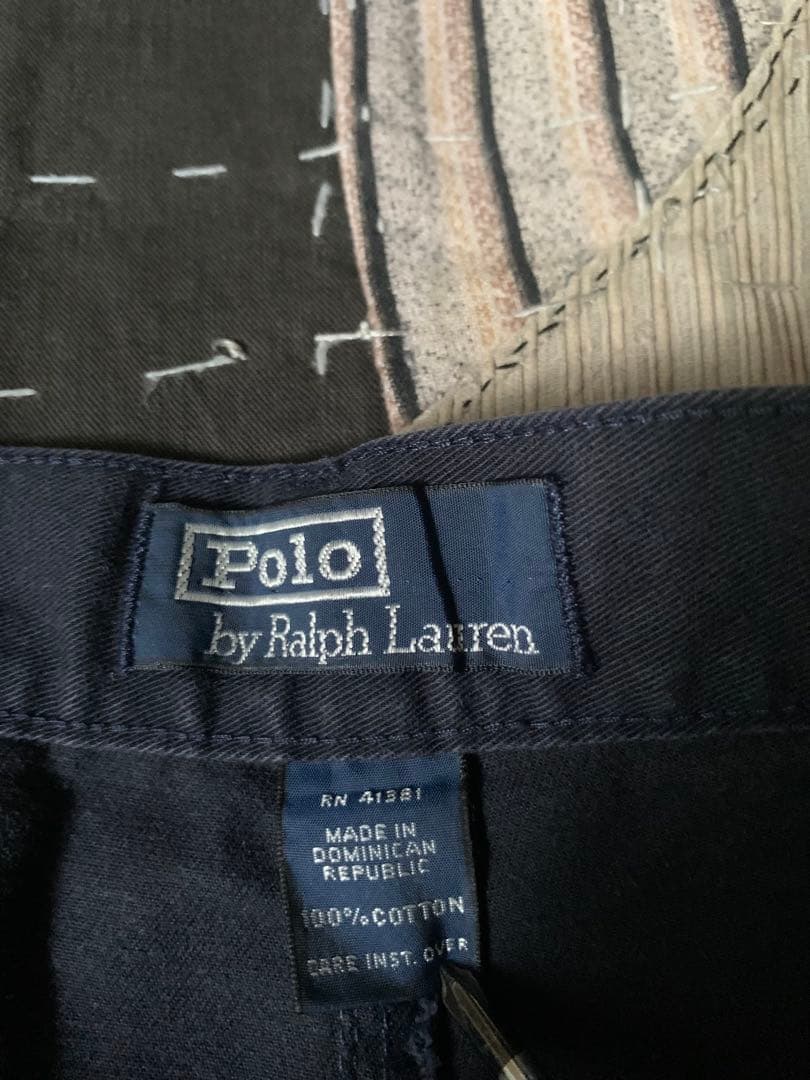 Polo
by Ralph Lauren
RN 41381
MADE IN
DOMINICAN
REPUBLIC
100% COTTON
CARE INST. OVER